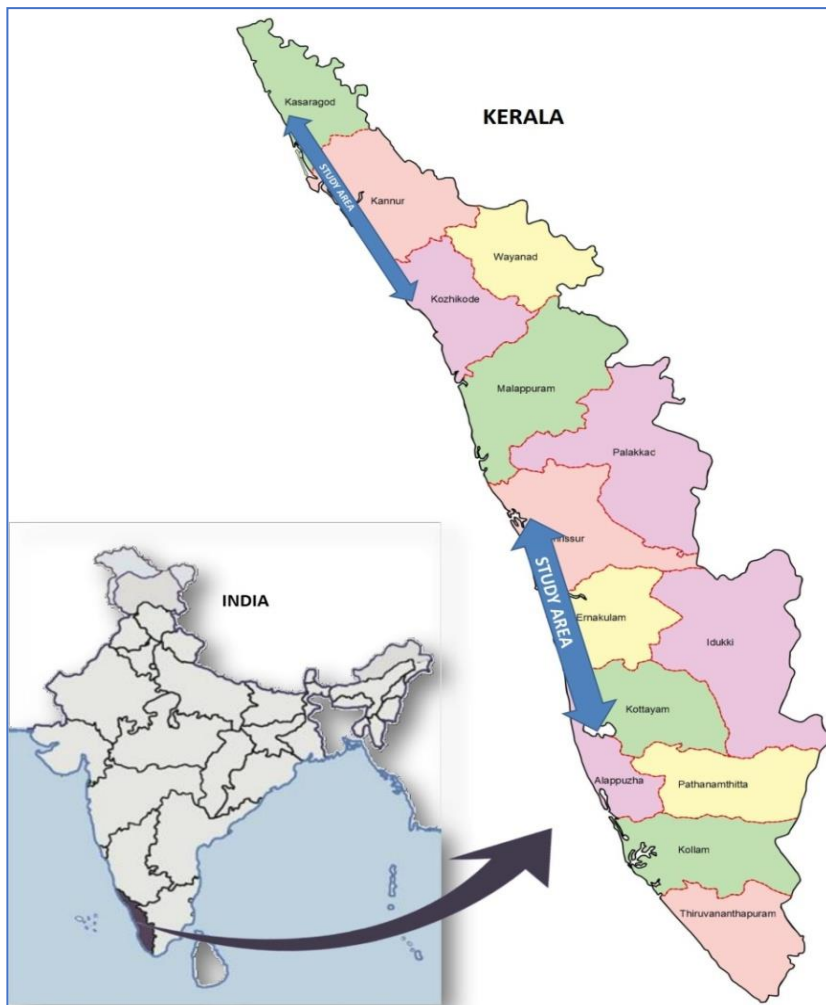 Kasaragod
KERALA
STUDY AREA
Kannur
Wayanad
Kozhikode
Malappuram
Palakkac
rissur
STUDY AREA
Ernakulam
Idukki
INDIA
Kottayam
Alappuzha
Pathanamthitta
Kollam
Thiruvananthapuram